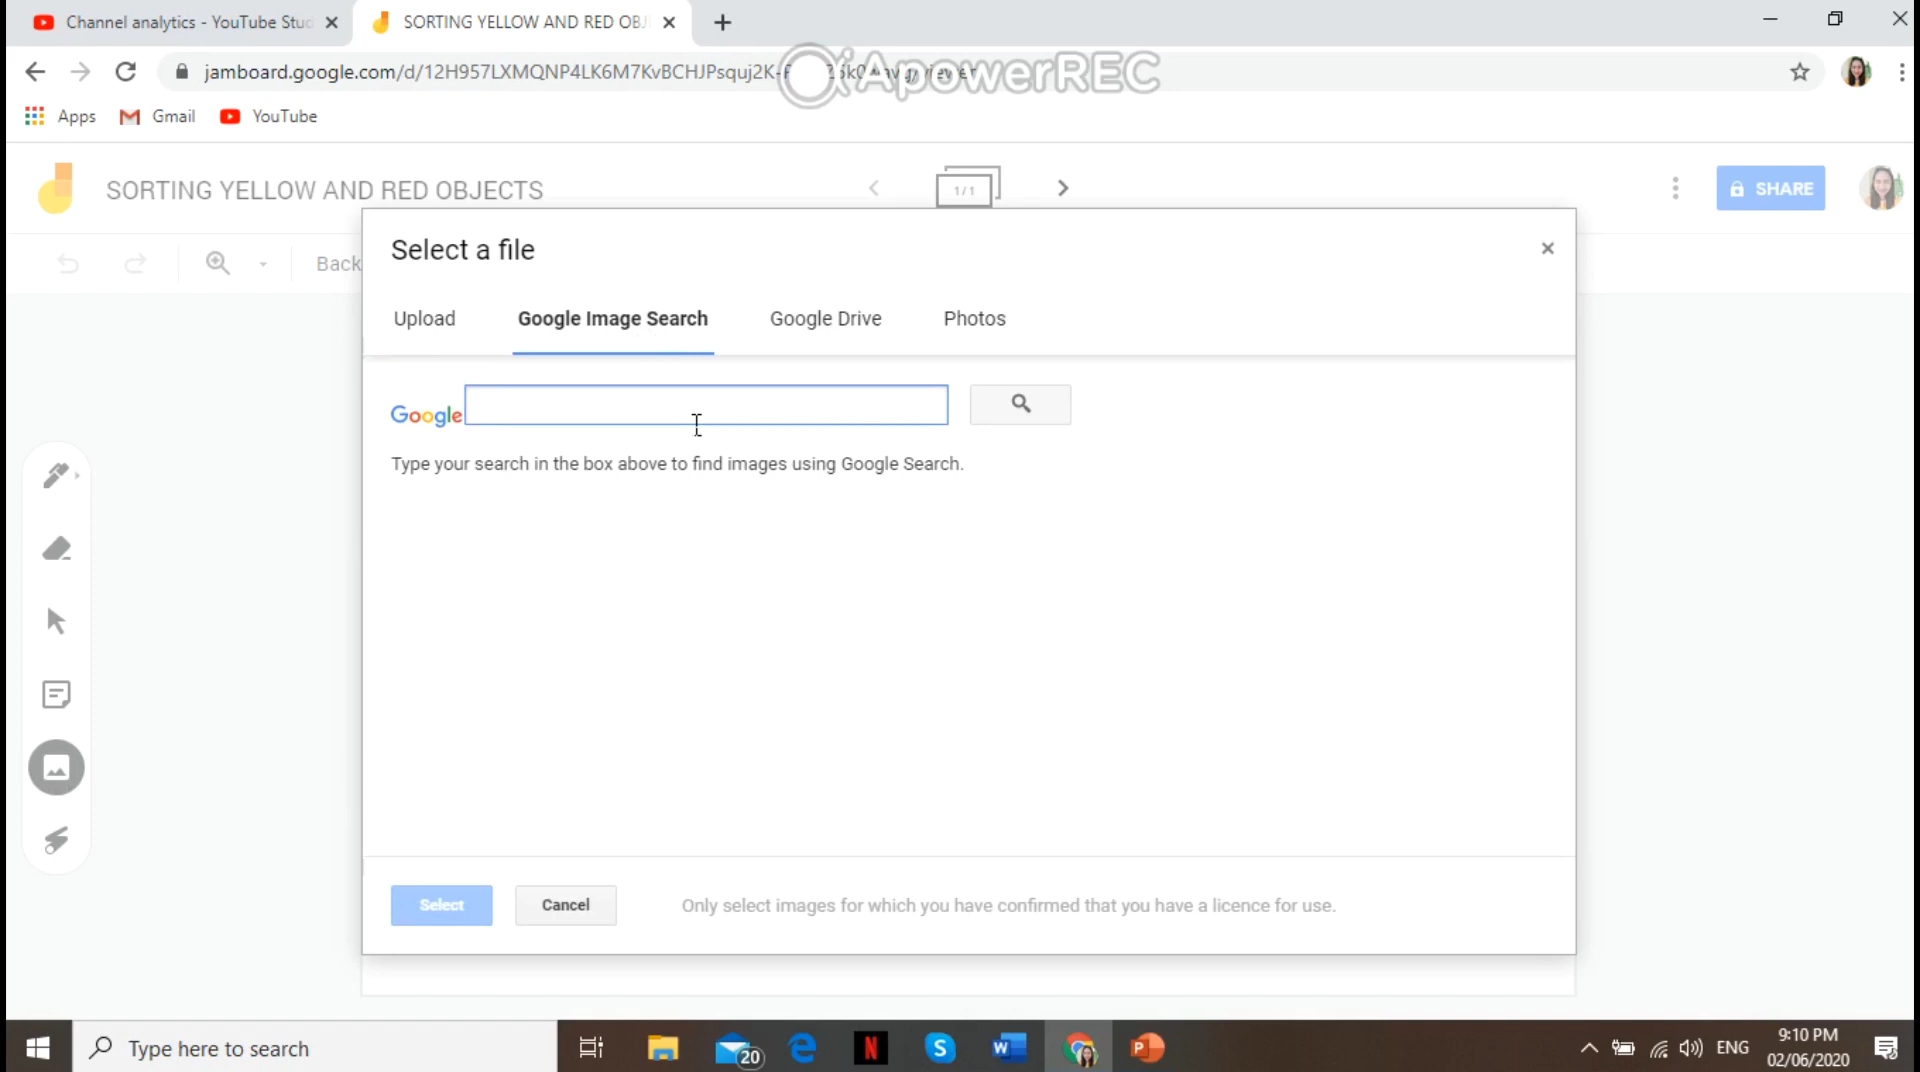 Channel analytics - YouTube Stud
SORTING YELLOW AND RED OBJ
jamboard.google.com/d/12H957LXMQNP4LK6M7KvBCHJPsquj2K-
ApowerREC
Apps
Gmail
YouTube
SORTING YELLOW AND RED OBJECTS
1/1
SHARE
Back
Select a file
Upload
Google Image Search
Google Drive
Photos
Google
Type your search in the box above to find images using Google Search.
Select
Cancel
Only select images for which you have confirmed that you have a licence for use.
Type here to search
20
N
S
W
P
ENG
9:10 PM
02/06/2020